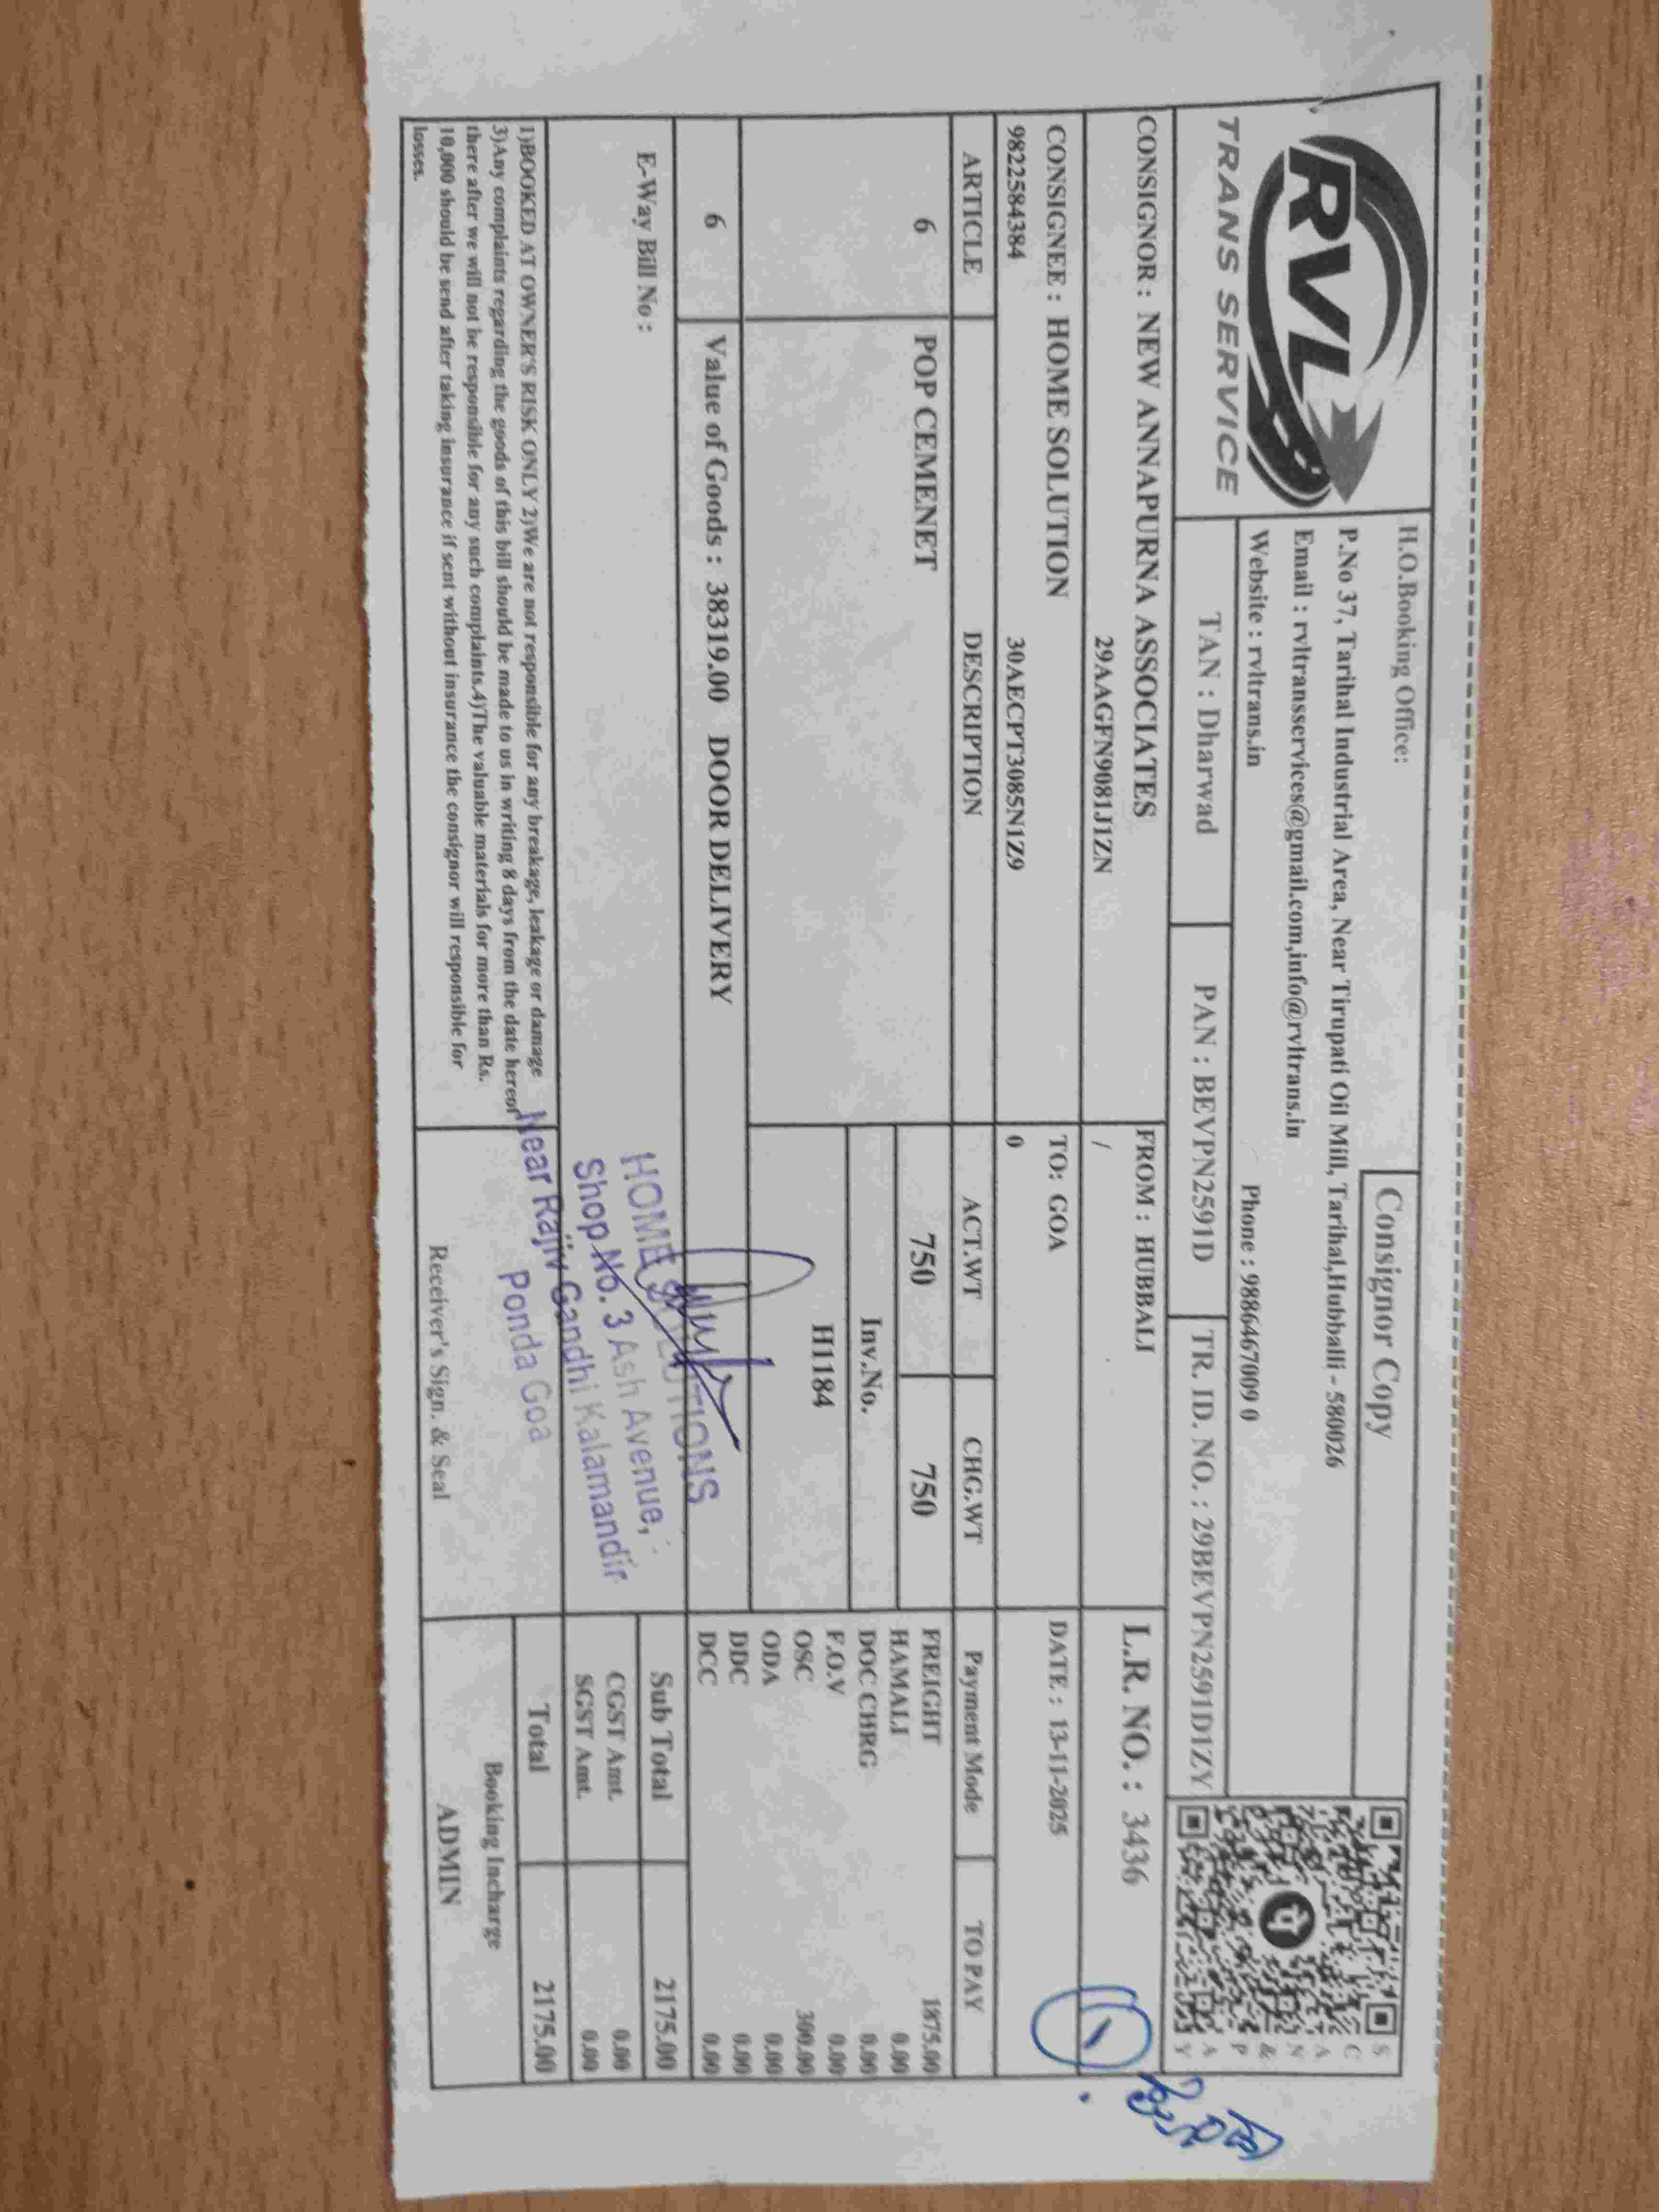 RVL
TRANS SERVICE
H.O.Booking Office:
Consignor Copy
P.No 37, Tarihal Industrial Area, Near Tirupati Oil Mill, Tarihal,Hubballi - 580026
Email : rvltransservices@gmail.com,info@rvltrans.in
Website : rvltrans.in Phone : 9886467009 0
SCAN & PAY
TAN : Dharwad PAN : BEVPN2591D TR. ID. NO. : 29BEVPN2591D1ZY
CONSIGNOR : NEW ANNAPURNA ASSOCIATES FROM : HUBBALI L.R. NO. : 3436
29AAGFN9081J1ZN /
CONSIGNEE : HOME SOLUTION TO: GOA DATE : 13-11-2025
9822584384 30AECPT3085N1Z9 0
ARTICLE DESCRIPTION ACT.WT CHG.WT Payment Mode TO PAY
6 POP CEMENET 750 750 FREIGHT 1875.00
HAMALI 0.00
Inv.No. DOC CHRG 0.00
H1184 F.O.V 0.00
OSC 300.00
ODA 0.00
DDC 0.00
6 Value of Goods : 38319.00 DOOR DELIVERY DCC 0.00
E-Way Bill No : Sub Total 2175.00
CGST Amt. 0.00
SGST Amt. 0.00
Total 2175.00
HOME SOLUTIONS
Shop No. 3 Ash Avenue,
Near Rajiv Gandhi Kalamandir
Ponda Goa
1)BOOKED AT OWNER'S RISK ONLY 2)We are not responsible for any breakage, leakage or damage
3)Any complaints regarding the goods of this bill should be made to us in writing 8 days from the date hereof
there after we will not be responsible for any such complaints.4)The valuable materials for more than Rs.
10,000 should be send after taking insurance if sent without insurance the consignor will responsible for
losses.
Receiver's Sign. & Seal
Booking Incharge
ADMIN